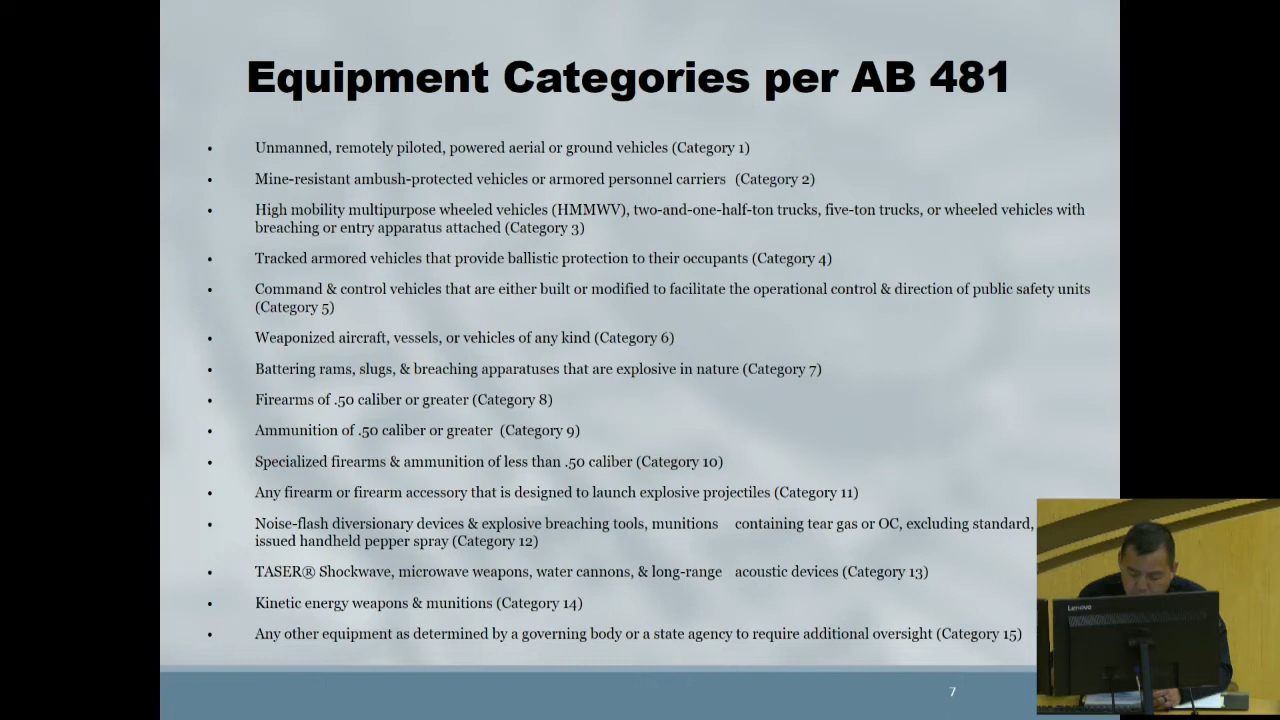 Equipment Categories per AB 481
• Unmanned, remotely piloted, powered aerial or ground vehicles (Category 1)
• Mine-resistant ambush-protected vehicles or armored personnel carriers (Category 2)
• High mobility multipurpose wheeled vehicles (HMMWV), two-and-one-half-ton trucks, five-ton trucks, or wheeled vehicles with
breaching or entry apparatus attached (Category 3)
• Tracked armored vehicles that provide ballistic protection to their occupants (Category 4)
• Command & control vehicles that are either built or modified to facilitate the operational control & direction of public safety units
(Category 5)
• Weaponized aircraft, vessels, or vehicles of any kind (Category 6)
• Battering rams, slugs, & breaching apparatuses that are explosive in nature (Category 7)
• Firearms of .50 caliber or greater (Category 8)
• Ammunition of .50 caliber or greater (Category 9)
• Specialized firearms & ammunition of less than .50 caliber (Category 10)
• Any firearm or firearm accessory that is designed to launch explosive projectiles (Category 11)
• Noise-flash diversionary devices & explosive breaching tools, munitions containing tear gas or OC, excluding standard,
issued handheld pepper spray (Category 12)
• TASER® Shockwave, microwave weapons, water cannons, & long-range acoustic devices (Category 13)
• Kinetic energy weapons & munitions (Category 14)
• Any other equipment as determined by a governing body or a state agency to require additional oversight (Category 15)
7
Lenovo